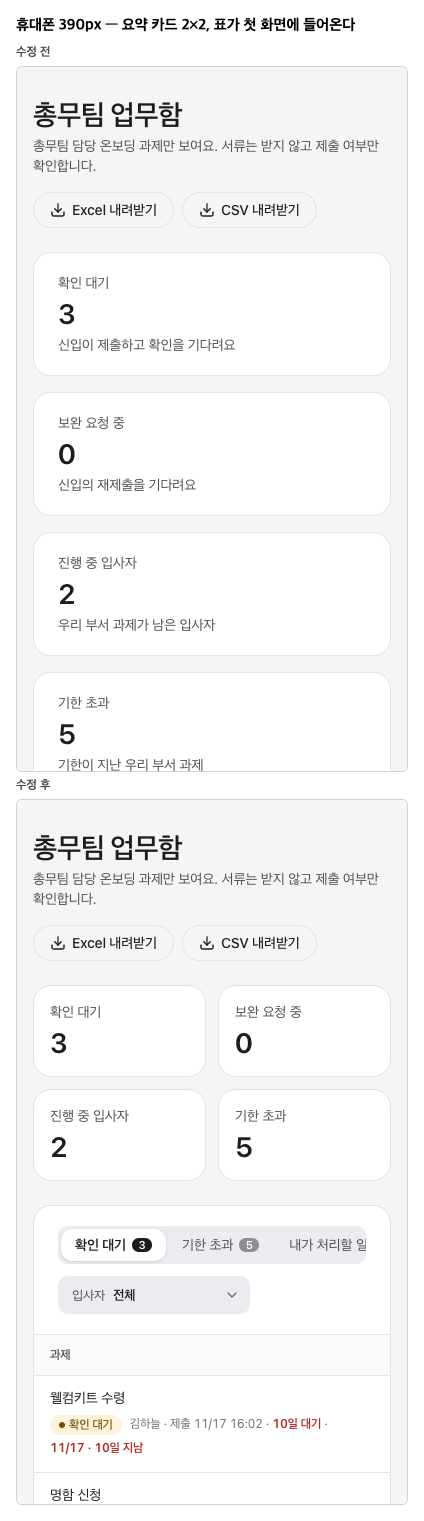 휴대폰 390px — 요약 카드 2×2, 표가 첫 화면에 들어온다
수정 전
총무팀 업무함
총무팀 담당 온보딩 과제만 보여요. 서류는 받지 않고 제출 여부만
확인합니다.
Excel 내려받기 CSV 내려받기
확인 대기
3
신입이 제출하고 확인을 기다려요
보완 요청 중
0
신입의 재제출을 기다려요
진행 중 입사자
2
우리 부서 과제가 남은 입사자
기한 초과
5
기한이 지난 우리 부서 과제
수정 후
총무팀 업무함
총무팀 담당 온보딩 과제만 보여요. 서류는 받지 않고 제출 여부만
확인합니다.
Excel 내려받기 CSV 내려받기
확인 대기 보완 요청 중
3 0
진행 중 입사자 기한 초과
2 5
확인 대기 3 기한 초과 5 내가 처리할 일
입사자 전체
과제
웰컴키트 수령
확인 대기 김하늘 · 제출 11/17 16:02 · 10일 대기 ·
11/17 · 10일 지남
명함 신청